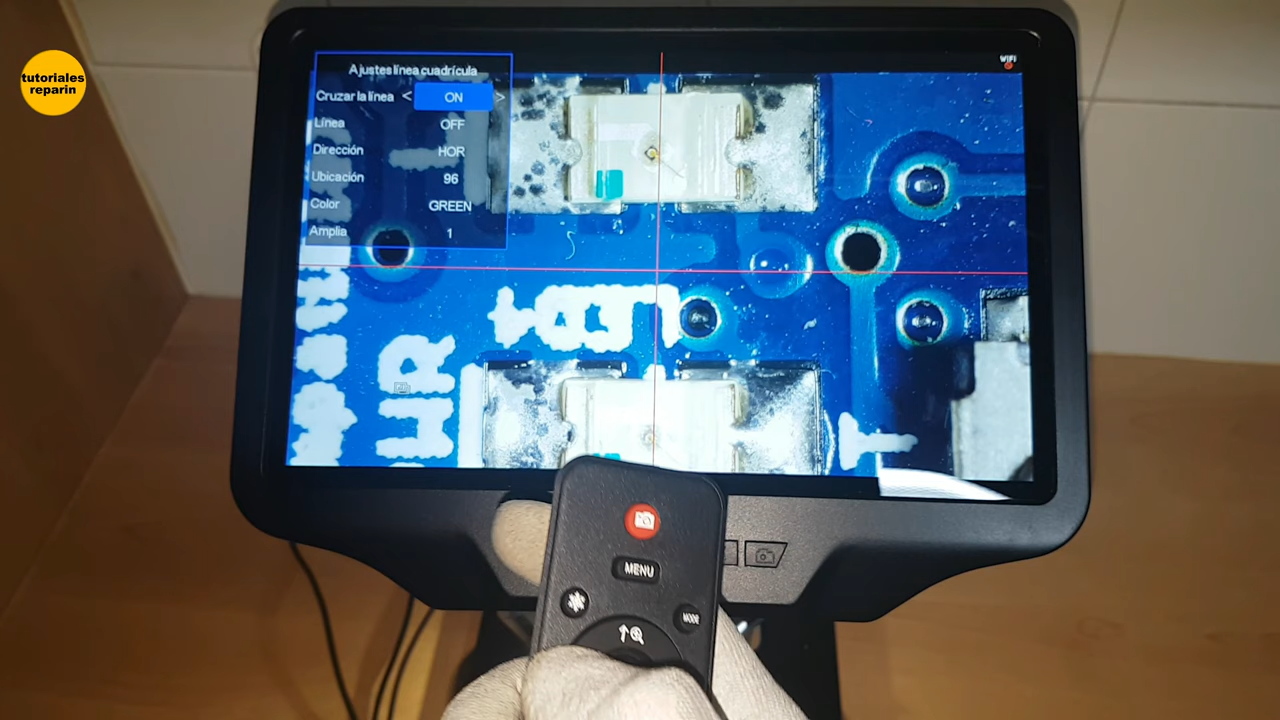 tutoriales
reparin
WIFI
Ajustes línea cuadrícula
Cruzar la línea < ON >
Línea OFF
Dirección HOR
Ubicación 96
Color GREEN
Amplia 1
MENU
MODE